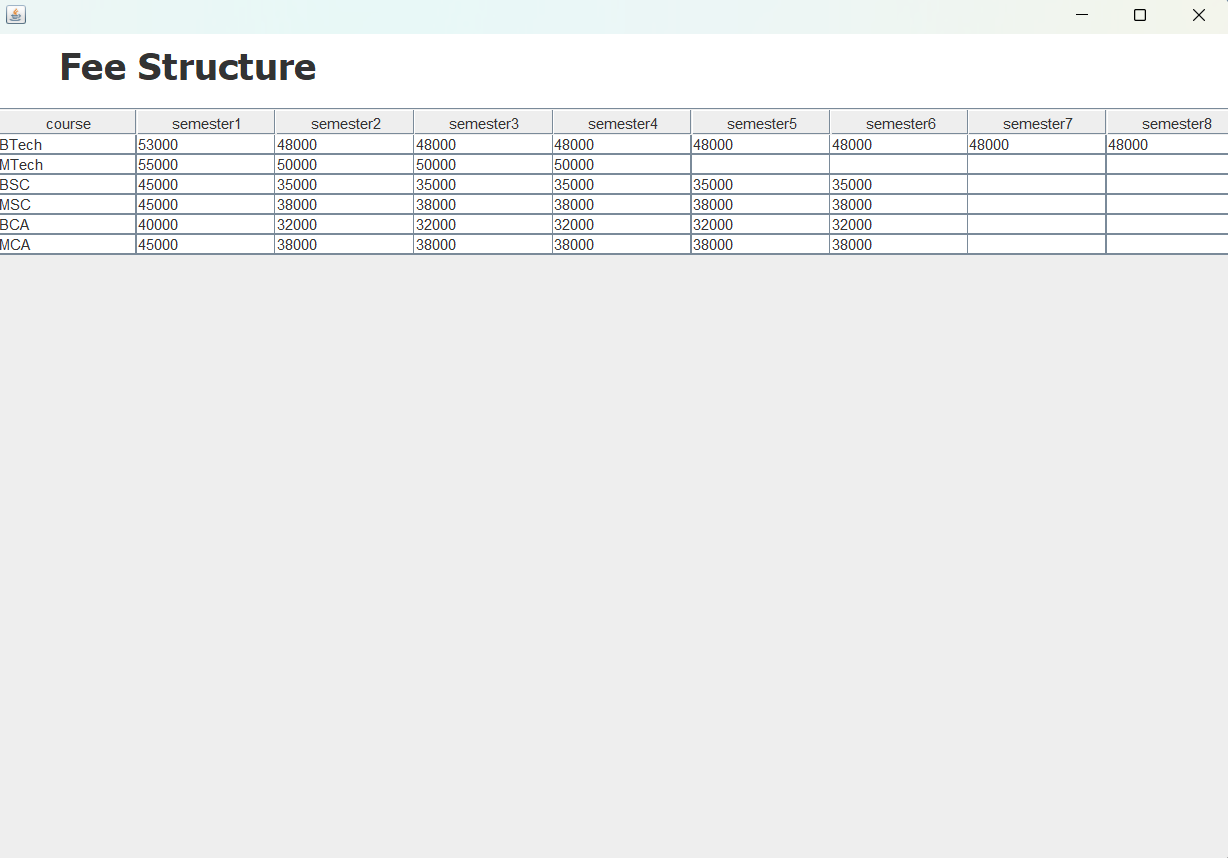 Fee Structure
course semester1 semester2 semester3 semester4 semester5 semester6 semester7 semester8
BTech 53000 48000 48000 48000 48000 48000 48000 48000
MTech 55000 50000 50000 50000
BSC 45000 35000 35000 35000 35000 35000
MSC 45000 38000 38000 38000 38000 38000
BCA 40000 32000 32000 32000 32000 32000
MCA 45000 38000 38000 38000 38000 38000